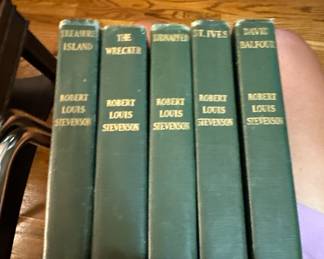 TREASURE
ISLAND
ROBERT
LOUIS
STEVENSON
THE
WRECKER
ROBERT
LOUIS
STEVENSON
KIDNAPPED
ROBERT
LOUIS
STEVENSON
ST. IVES
ROBERT
LOUIS
STEVENSON
DAVID
BALFOUR
ROBERT
LOUIS
STEVENSON